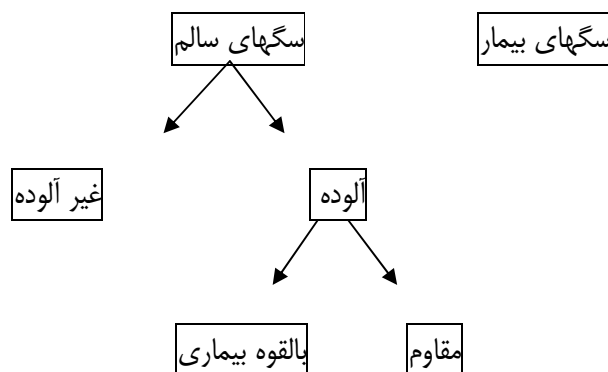 سگهای بیمار
سگهای سالم
آلوده
غیر آلوده
مقاوم
بالقوه بیماری